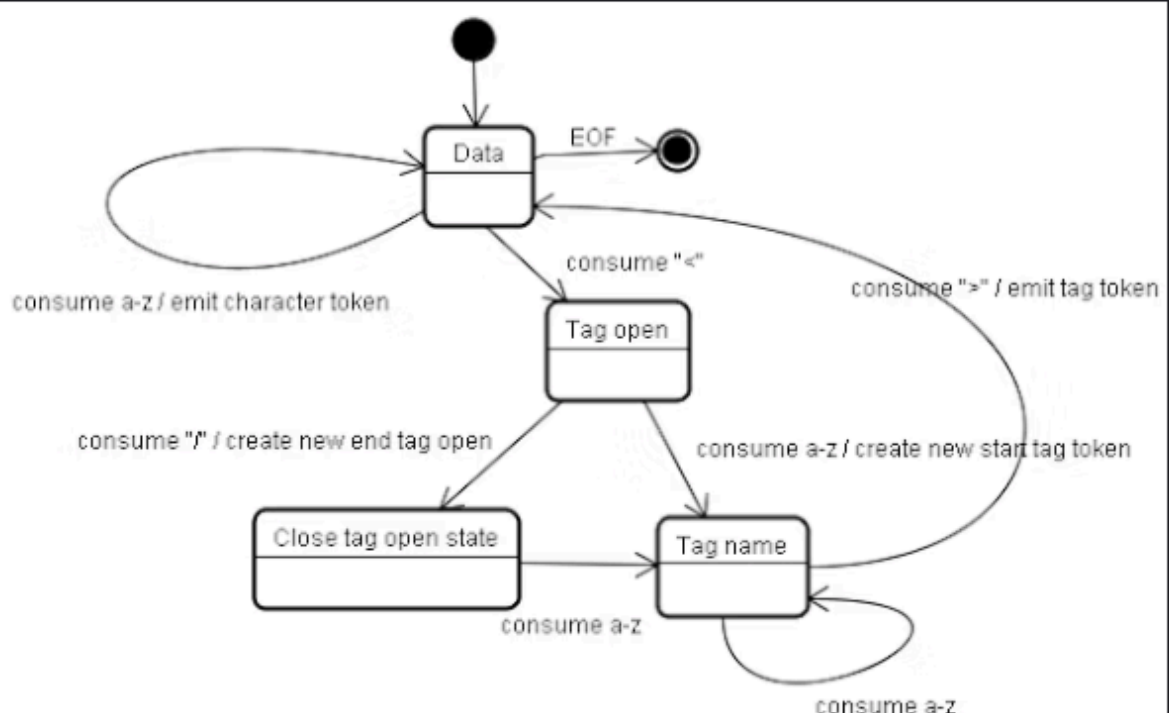 Data
EOF
consume "<"
consume a-z / emit character token
consume ">" / emit tag token
Tag open
consume "/" / create new end tag open
consume a-z / create new start tag token
Close tag open state
Tag name
consume a-z
consume a-z